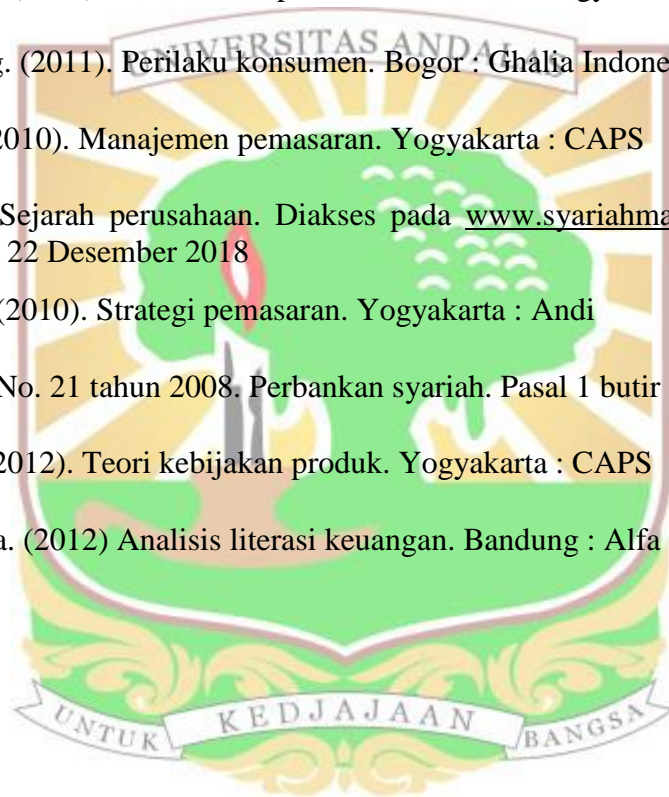 UNIVERSITAS ANDALAS
g. (2011). Perilaku konsumen. Bogor : Ghalia Indone
2010). Manajemen pemasaran. Yogyakarta : CAPS
Sejarah perusahaan. Diakses pada www.syariahma
22 Desember 2018
(2010). Strategi pemasaran. Yogyakarta : Andi
No. 21 tahun 2008. Perbankan syariah. Pasal 1 butir
2012). Teori kebijakan produk. Yogyakarta : CAPS
a. (2012) Analisis literasi keuangan. Bandung : Alfa
UNTUK KEDJAJAAN BANGSA